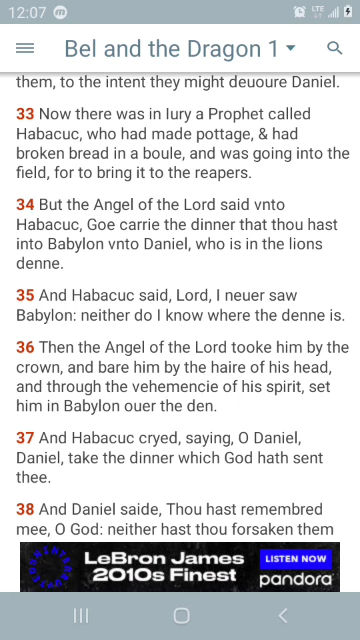 12:07 m LTE
Bel and the Dragon 1
them, to the intent they might deuoure Daniel.
33 Now there was in Iury a Prophet called
Habacuc, who had made pottage, & had
broken bread in a boule, and was going into the
field, for to bring it to the reapers.
34 But the Angel of the Lord said vnto
Habacuc, Goe carrie the dinner that thou hast
into Babylon vnto Daniel, who is in the lions
denne.
35 And Habacuc said, Lord, I neuer saw
Babylon: neither do I know where the denne is.
36 Then the Angel of the Lord tooke him by the
crown, and bare him by the haire of his head,
and through the vehemencie of his spirit, set
him in Babylon ouer the den.
37 And Habacuc cryed, saying, O Daniel,
Daniel, take the dinner which God hath sent
thee.
38 And Daniel saide, Thou hast remembred
mee, O God: neither hast thou forsaken them
LeBron James
2010s Finest
LISTEN NOW
pandora